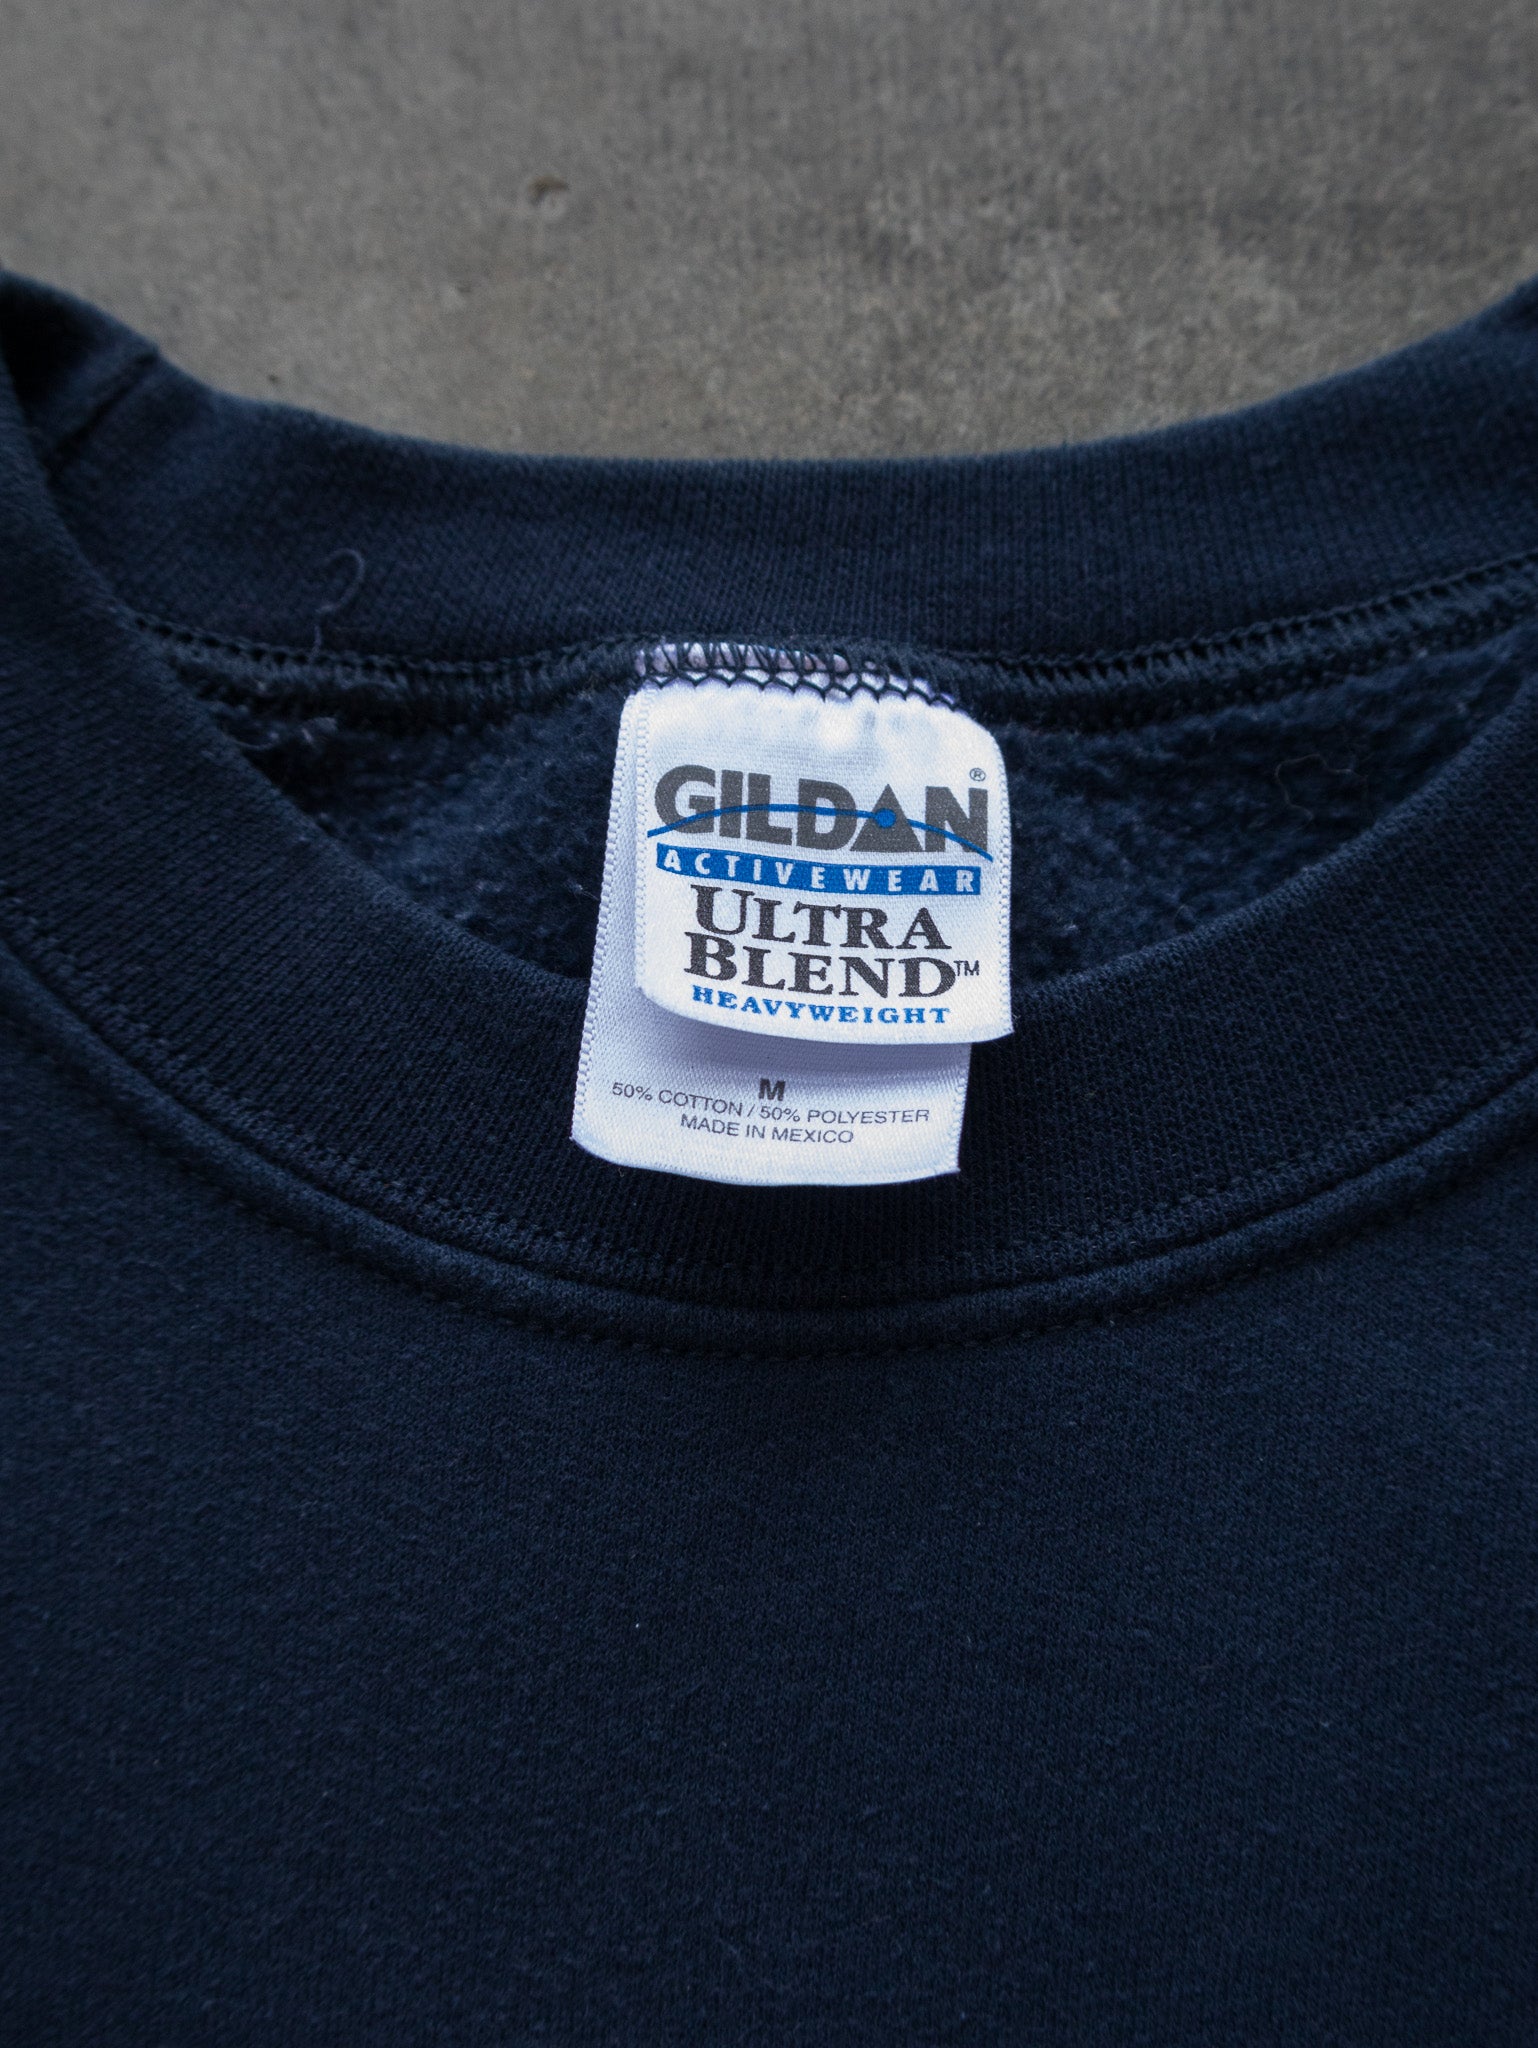 GILDAN®
ACTIVEWEAR
ULTRA
BLEND™
HEAVYWEIGHT
M
50% COTTON / 50% POLYESTER
MADE IN MEXICO